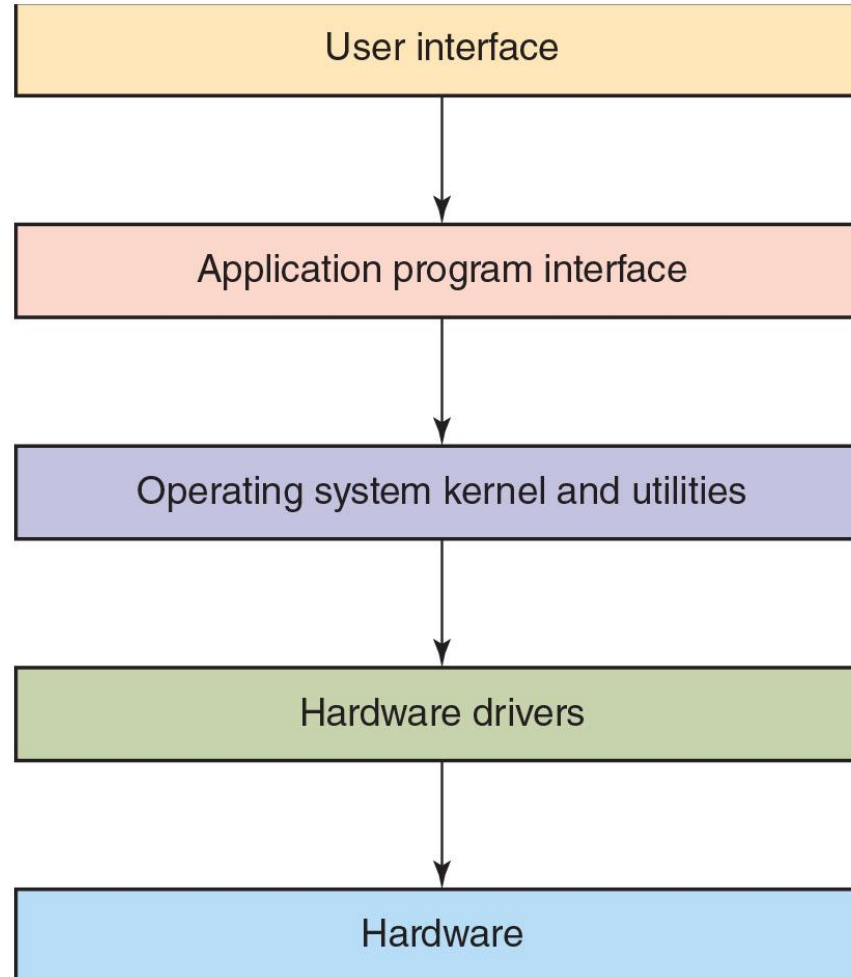 User interface
Application program interface
Operating system kernel and utilities
Hardware drivers
Hardware